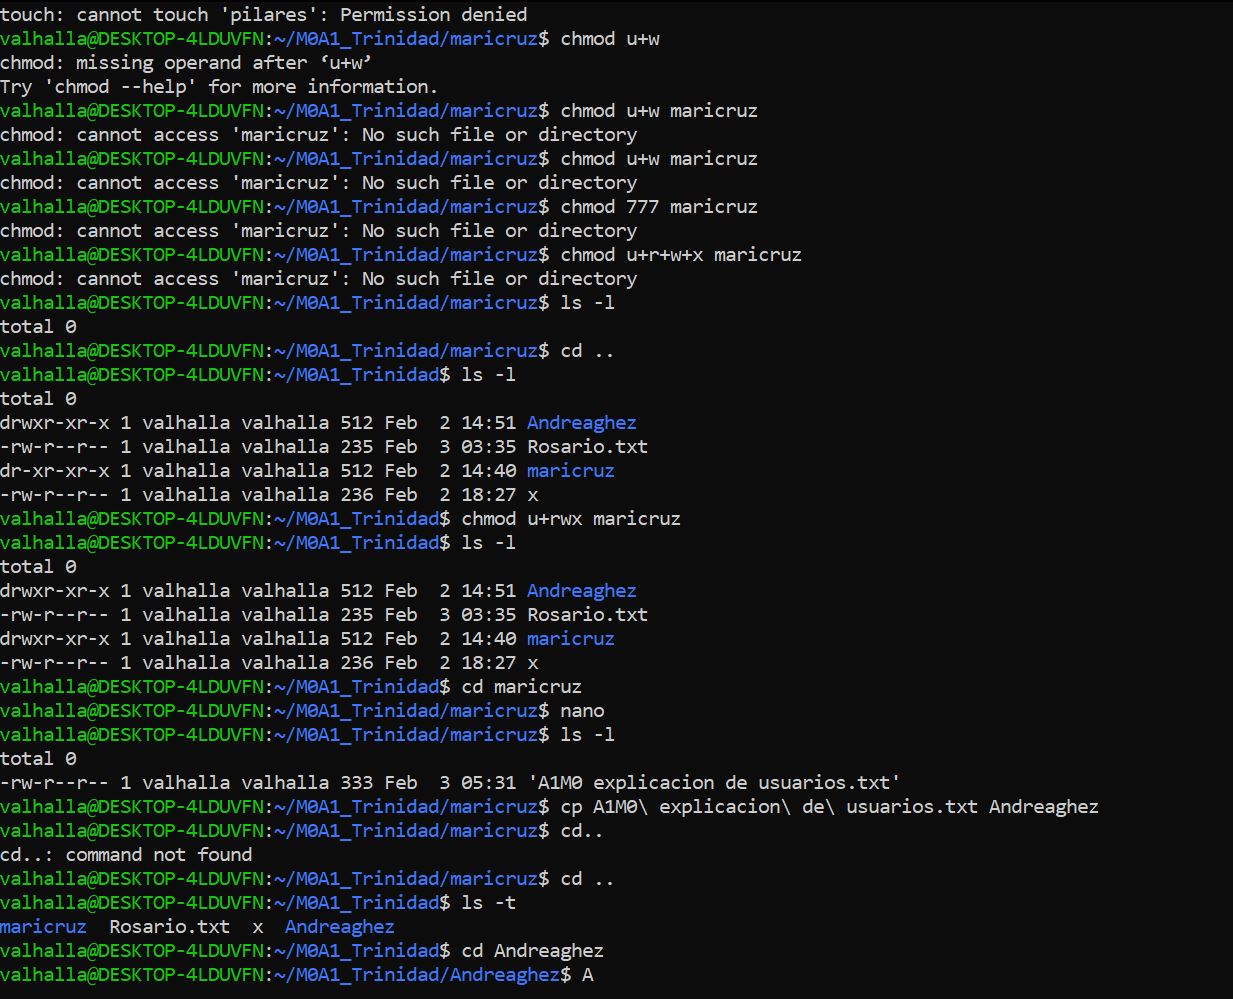 touch: cannot touch 'pilares': Permission denied
valhalla@DESKTOP-4LDUVFN:~/M0A1_Trinidad/maricruz$ chmod u+w
chmod: missing operand after ‘u+w’
Try 'chmod --help' for more information.
valhalla@DESKTOP-4LDUVFN:~/M0A1_Trinidad/maricruz$ chmod u+w maricruz
chmod: cannot access 'maricruz': No such file or directory
valhalla@DESKTOP-4LDUVFN:~/M0A1_Trinidad/maricruz$ chmod u+w maricruz
chmod: cannot access 'maricruz': No such file or directory
valhalla@DESKTOP-4LDUVFN:~/M0A1_Trinidad/maricruz$ chmod 777 maricruz
chmod: cannot access 'maricruz': No such file or directory
valhalla@DESKTOP-4LDUVFN:~/M0A1_Trinidad/maricruz$ chmod u+r+w+x maricruz
chmod: cannot access 'maricruz': No such file or directory
valhalla@DESKTOP-4LDUVFN:~/M0A1_Trinidad/maricruz$ ls -l
total 0
valhalla@DESKTOP-4LDUVFN:~/M0A1_Trinidad/maricruz$ cd ..
valhalla@DESKTOP-4LDUVFN:~/M0A1_Trinidad$ ls -l
total 0
drwxr-xr-x 1 valhalla valhalla 512 Feb  2 14:51 Andreaghez
-rw-r--r-- 1 valhalla valhalla 235 Feb  3 03:35 Rosario.txt
dr-xr-xr-x 1 valhalla valhalla 512 Feb  2 14:40 maricruz
-rw-r--r-- 1 valhalla valhalla 236 Feb  2 18:27 x
valhalla@DESKTOP-4LDUVFN:~/M0A1_Trinidad$ chmod u+rwx maricruz
valhalla@DESKTOP-4LDUVFN:~/M0A1_Trinidad$ ls -l
total 0
drwxr-xr-x 1 valhalla valhalla 512 Feb  2 14:51 Andreaghez
-rw-r--r-- 1 valhalla valhalla 235 Feb  3 03:35 Rosario.txt
drwxr-xr-x 1 valhalla valhalla 512 Feb  2 14:40 maricruz
-rw-r--r-- 1 valhalla valhalla 236 Feb  2 18:27 x
valhalla@DESKTOP-4LDUVFN:~/M0A1_Trinidad$ cd maricruz
valhalla@DESKTOP-4LDUVFN:~/M0A1_Trinidad/maricruz$ nano
valhalla@DESKTOP-4LDUVFN:~/M0A1_Trinidad/maricruz$ ls -l
total 0
-rw-r--r-- 1 valhalla valhalla 333 Feb  3 05:31 'A1M0 explicacion de usuarios.txt'
valhalla@DESKTOP-4LDUVFN:~/M0A1_Trinidad/maricruz$ cp A1M0\ explicacion\ de\ usuarios.txt Andreaghez
valhalla@DESKTOP-4LDUVFN:~/M0A1_Trinidad/maricruz$ cd..
cd..: command not found
valhalla@DESKTOP-4LDUVFN:~/M0A1_Trinidad/maricruz$ cd ..
valhalla@DESKTOP-4LDUVFN:~/M0A1_Trinidad$ ls -t
maricruz  Rosario.txt  x  Andreaghez
valhalla@DESKTOP-4LDUVFN:~/M0A1_Trinidad$ cd Andreaghez
valhalla@DESKTOP-4LDUVFN:~/M0A1_Trinidad/Andreaghez$ A